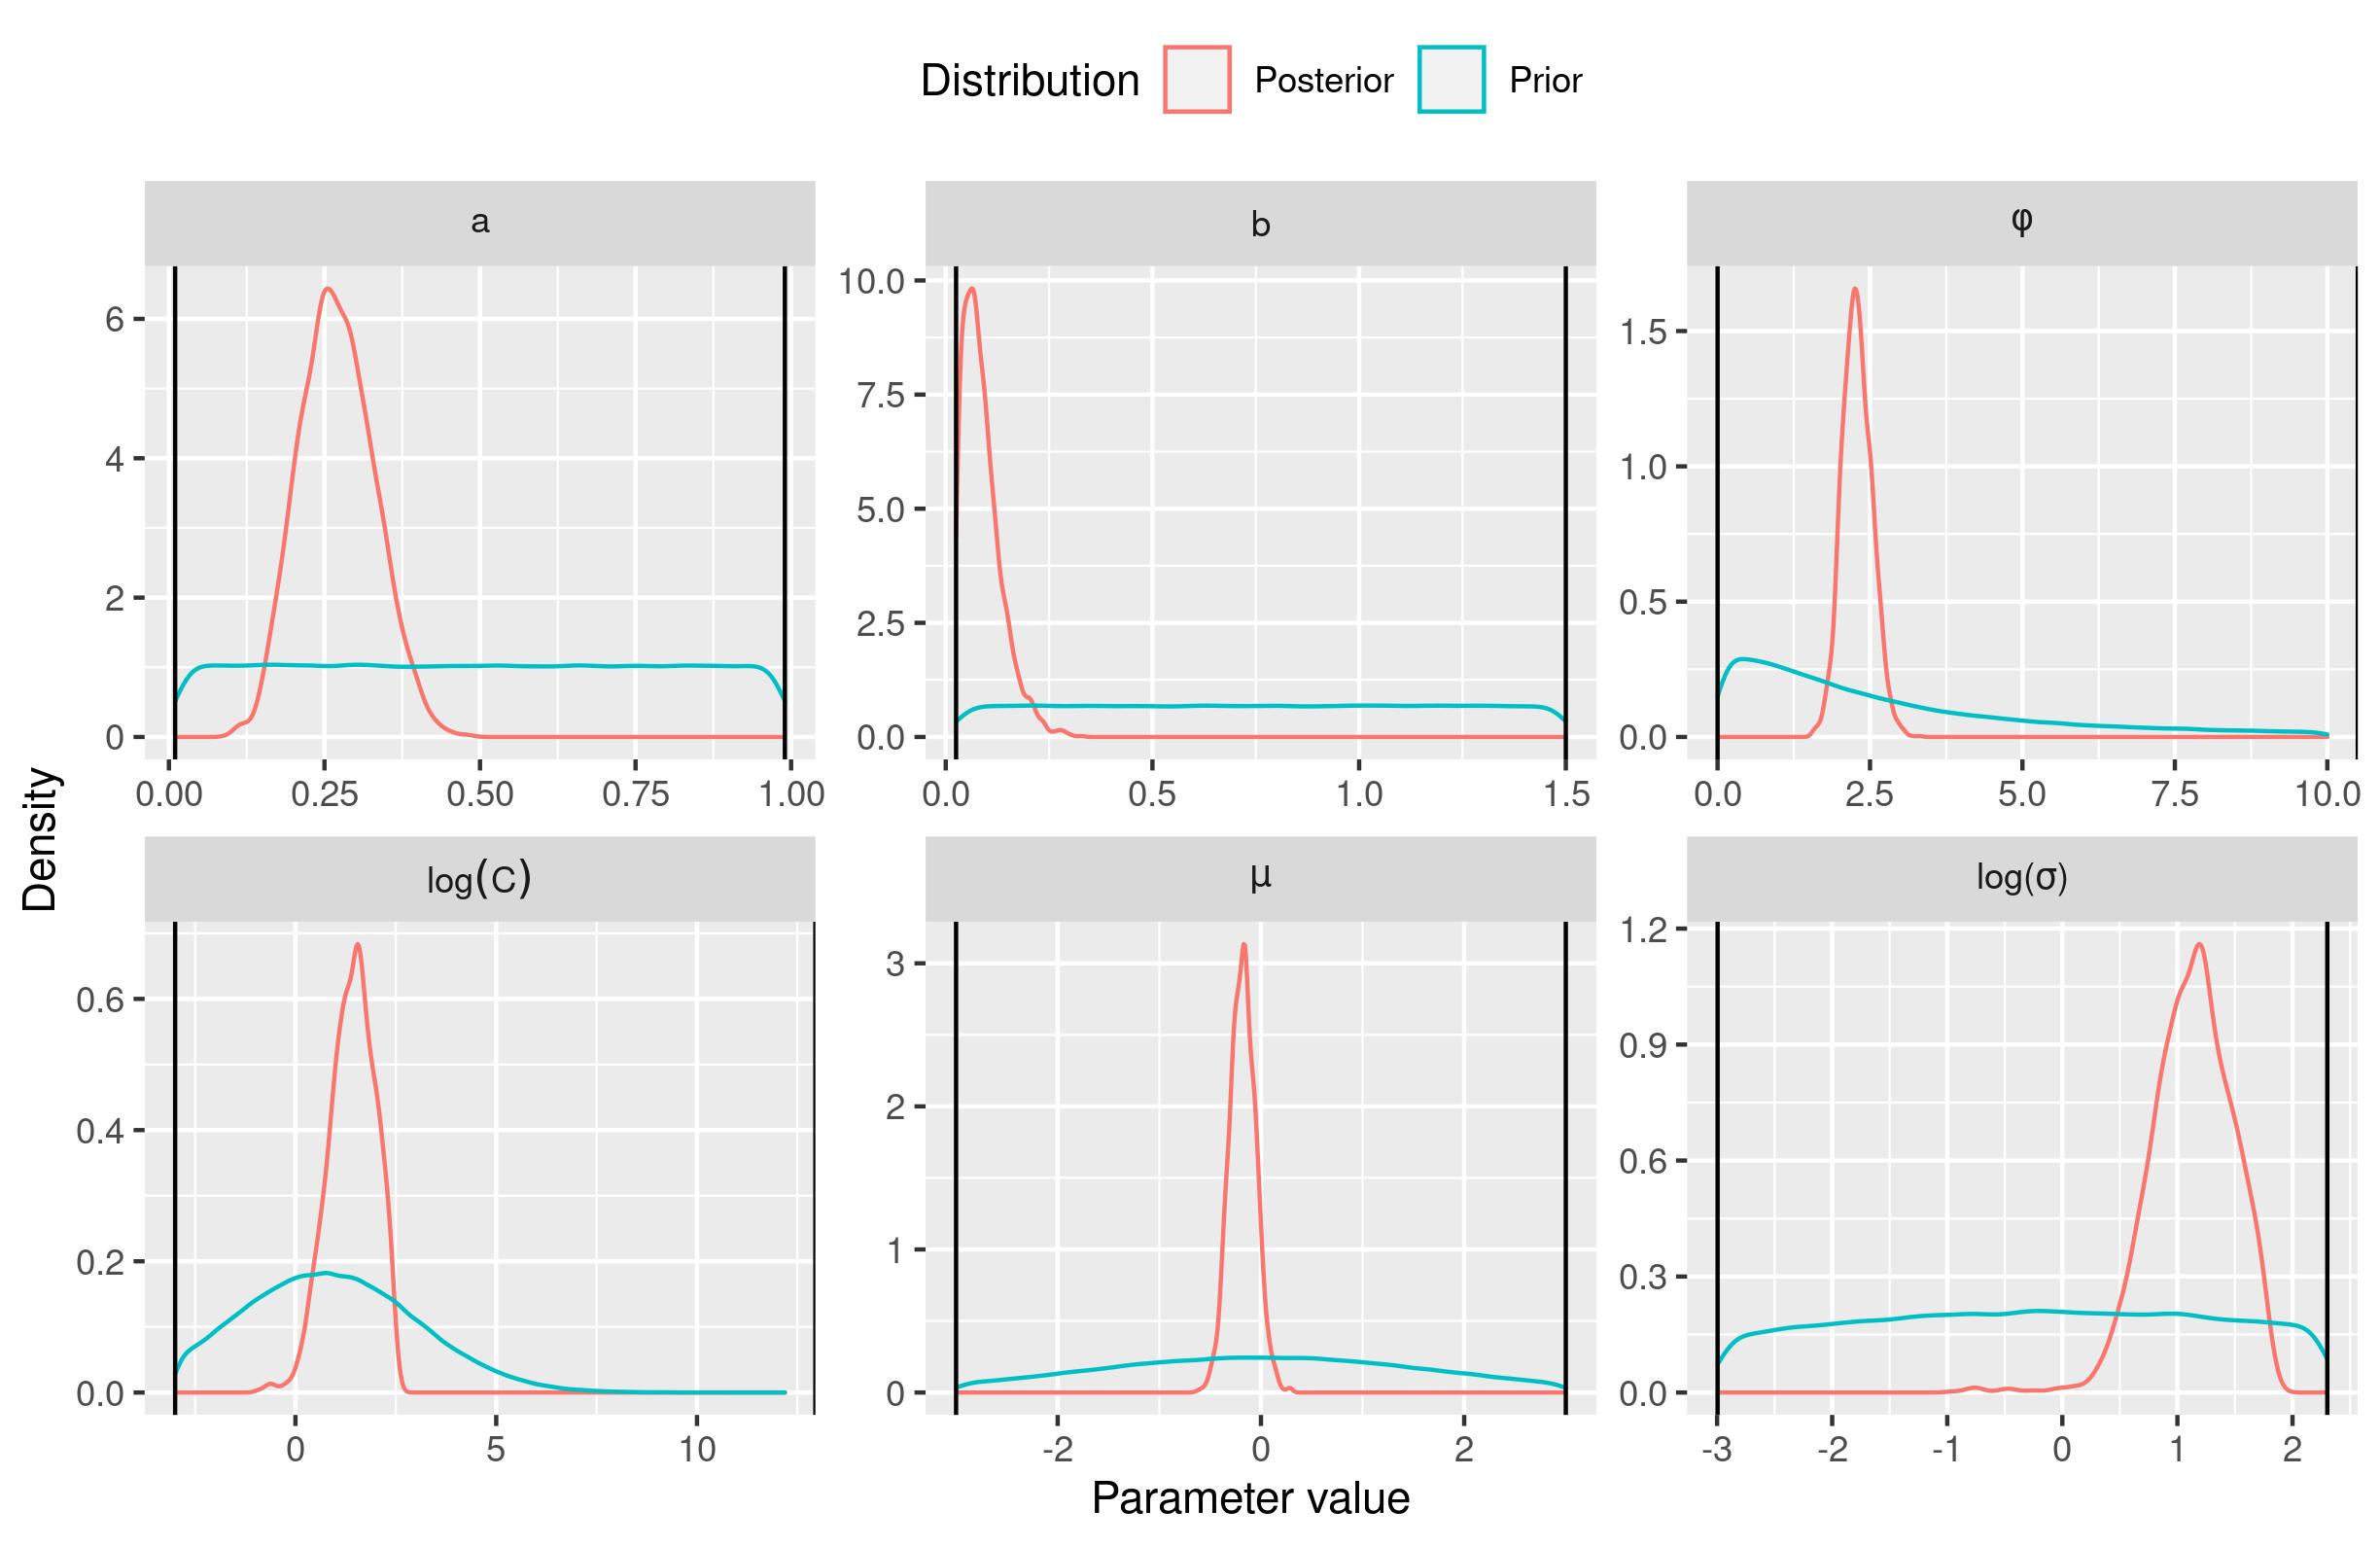 Distribution Posterior Prior
a b φ
6
4
2
0
0.00 0.25 0.50 0.75 1.00
10.0
7.5
5.0
2.5
0.0
0.0 0.5 1.0 1.5
1.5
1.0
0.5
0.0
0.0 2.5 5.0 7.5 10.0
Density
log(C) μ log(σ)
0.6
0.4
0.2
0.0
0 5 10
3
2
1
0
-2 0 2
1.2
0.9
0.6
0.3
0.0
-3 -2 -1 0 1 2
Parameter value